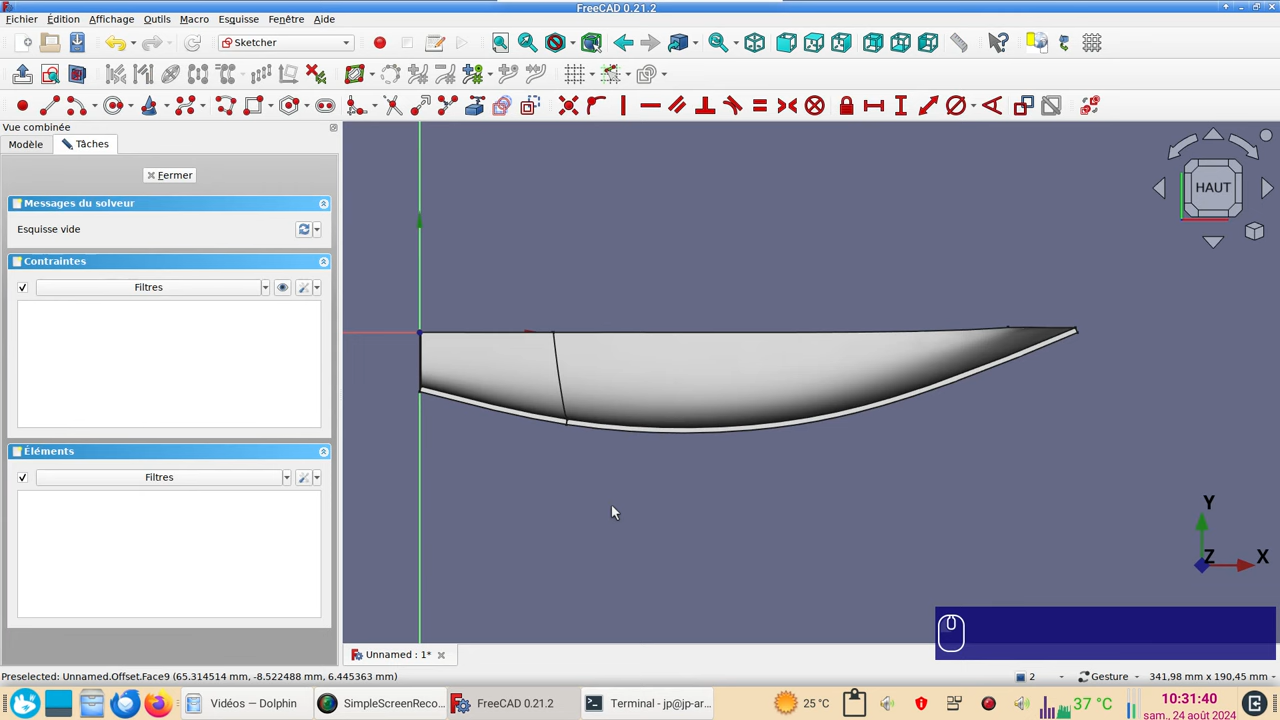 FreeCAD 0.21.2
Fichier Édition Affichage Outils Macro Esquisse Fenêtre Aide
Sketcher
Vue combinée
Modèle Tâches
Fermer
Messages du solveur
Esquisse vide
Contraintes
Filtres
Éléments
Filtres
HAUT
Y
Z
X
Unnamed : 1*
Preselected: Unnamed.Offset.Face9 (65.314514 mm, -8.522488 mm, 6.445363 mm)
2
Gesture
341,98 mm x 190,45 mm
Vidéos — Dolphin
SimpleScreenReco...
FreeCAD 0.21.2
Terminal - jp@jp-ar...
25 °C
37 °C
10:31:40
sam., 24 août 2024